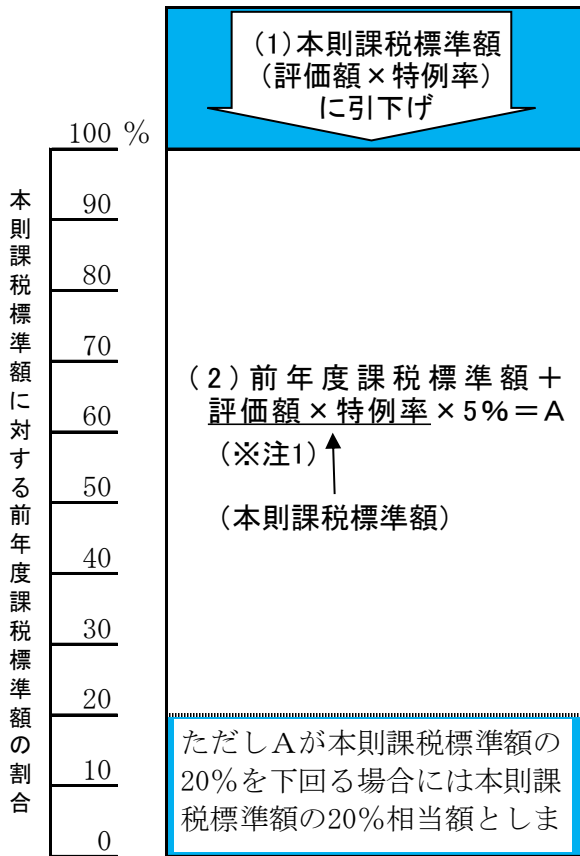 (1)本則課税標準額
(評価額×特例率)
に引下げ
100 %
90
80
70
60
50
40
30
20
10
0
本則課税標準額に対する前年度課税標準額の割合
(2)前年度課税標準額+
評価額×特例率×5%=A
(※注1)
(本則課税標準額)
ただしAが本則課税標準額の
20%を下回る場合には本則課
税標準額の20%相当額としま